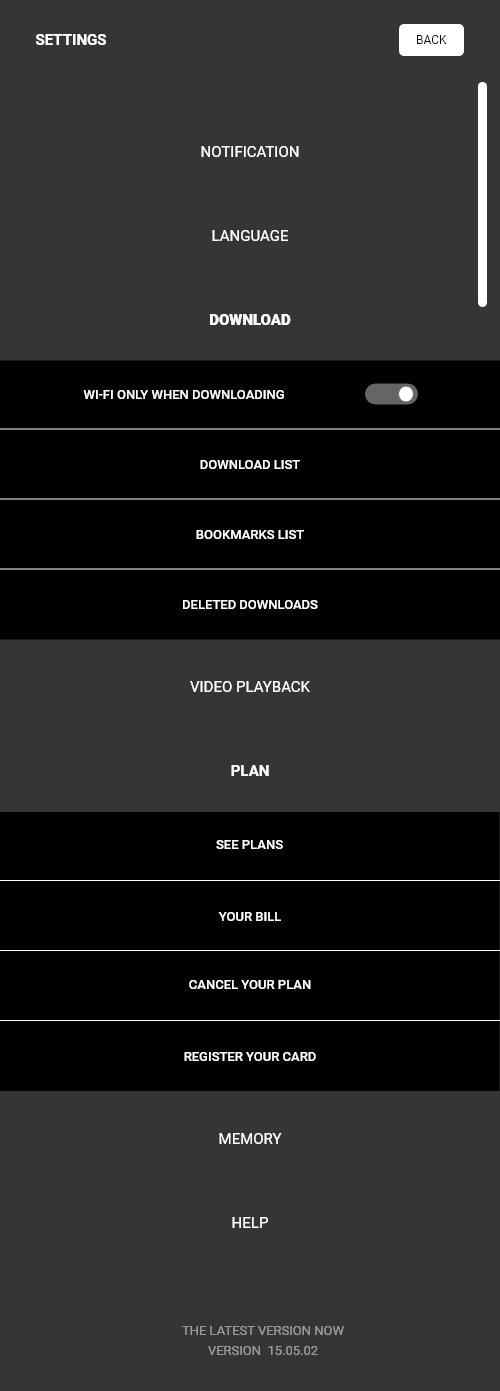 SETTINGS
BACK
NOTIFICATION
LANGUAGE
DOWNLOAD
WI-FI ONLY WHEN DOWNLOADING
DOWNLOAD LIST
BOOKMARKS LIST
DELETED DOWNLOADS
VIDEO PLAYBACK
PLAN
SEE PLANS
YOUR BILL
CANCEL YOUR PLAN
REGISTER YOUR CARD
MEMORY
HELP
THE LATEST VERSION NOW
VERSION  15.05.02